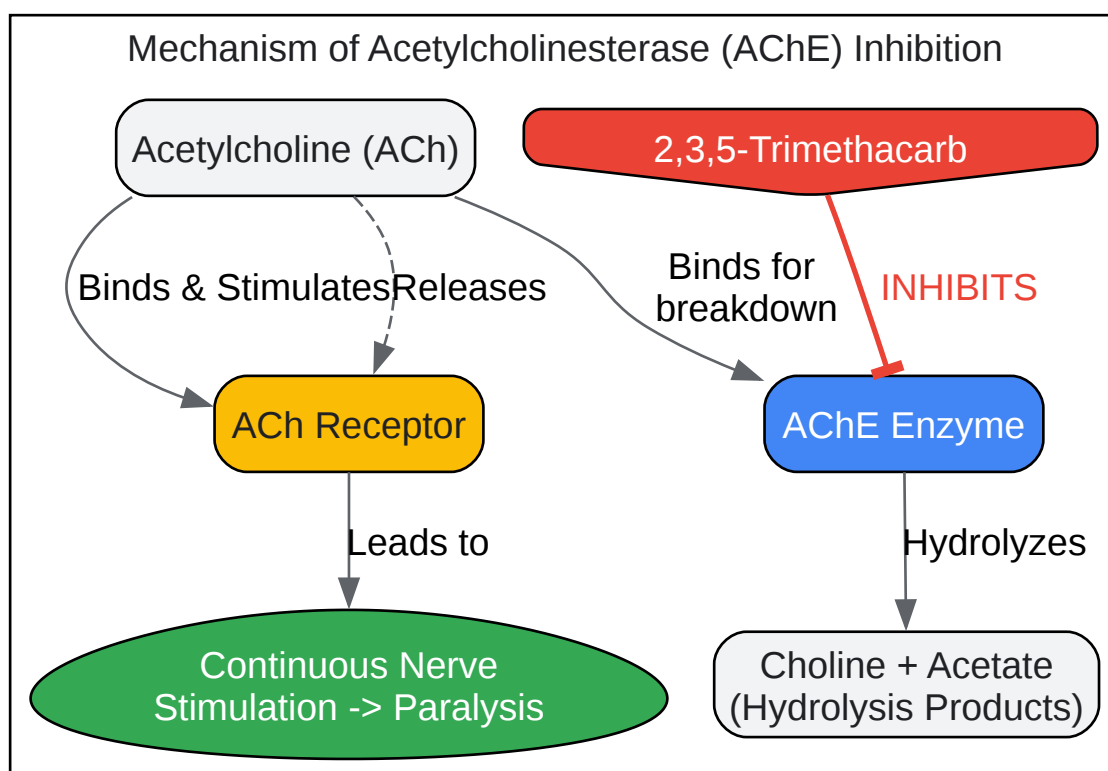 Mechanism of Acetylcholinesterase (AChE) Inhibition
Acetylcholine (ACh)
2,3,5-Trimethacarb
Binds & Stimulates
Releases
Binds for
breakdown
INHIBITS
ACh Receptor
AChE Enzyme
Leads to
Hydrolyzes
Continuous Nerve
Stimulation -> Paralysis
Choline + Acetate
(Hydrolysis Products)